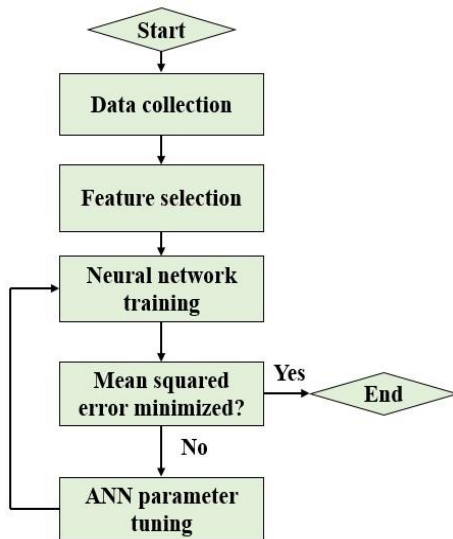 Start
Data collection
Feature selection
Neural network
training
Mean squared
error minimized?
Yes
End
No
ANN parameter
tuning